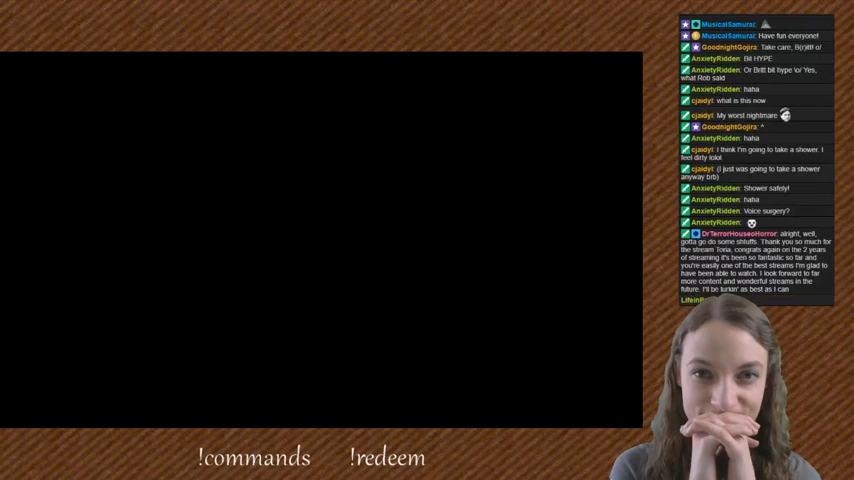 MusicalSamurai:
MusicalSamurai: Have fun everyone!
GoodnightGojira: Take care, B(r)itt! o/
AnxietyRidden: Bit HYPE
AnxietyRidden: Or Britt bit hype \o/ Yes,
what Rob said
AnxietyRidden: haha
cjaidyl: what is this now
cjaidyl: My worst nightmare
GoodnightGojira: ^
AnxietyRidden: haha
cjaidyl: I think I'm going to take a shower. I
feel dirty lolol
cjaidyl: (I just was going to take a shower
anyway brb)
AnxietyRidden: Shower safely!
AnxietyRidden: haha
AnxietyRidden: Voice surgery?
AnxietyRidden:
DrTerrorHouseoHorror: alright, well,
gotta go do some shtuffs. Thank you so much for
the stream Toria, congrats again on the 2 years
of streaming it's been so fantastic so far and
you're easily one of the best streams I'm glad to
have been able to watch. I look forward to far
more content and wonderful streams in the
future. I'll be lurkin' as best as I can
!commands !redeem